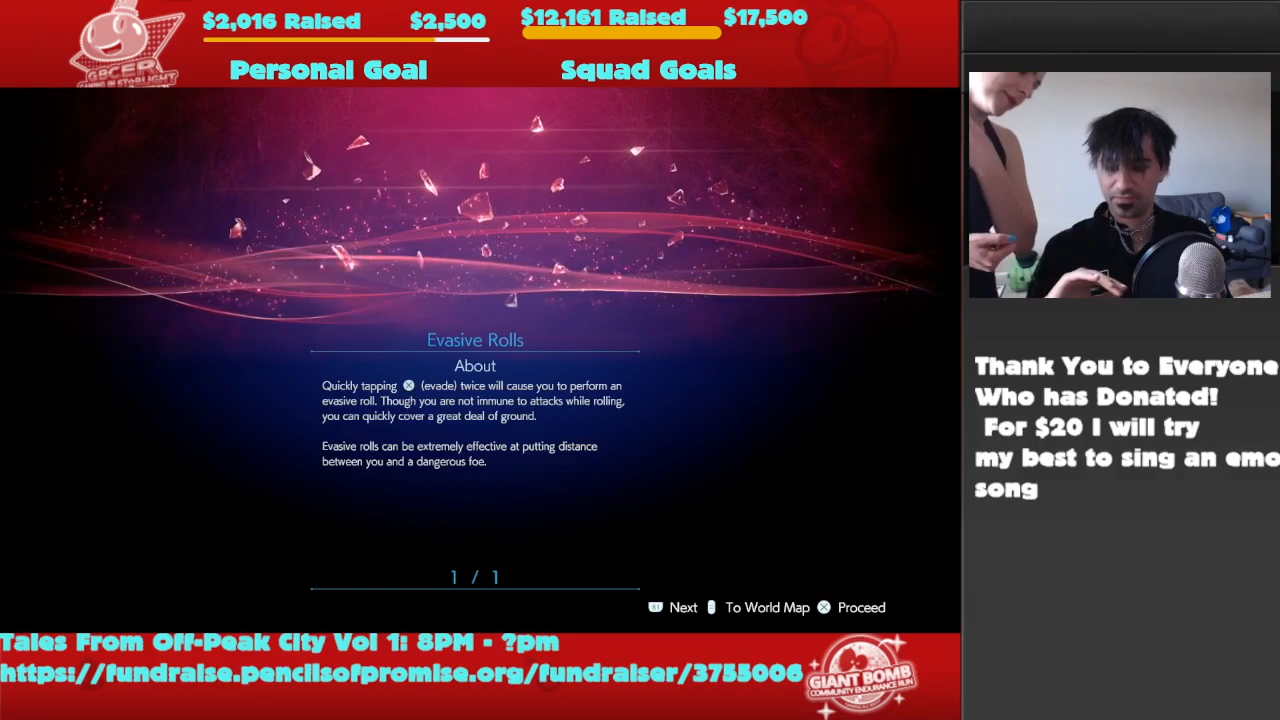 $2,016 Raised $2,500
$12,161 Raised $17,500
Personal Goal
Squad Goals
GBCER
GAMING IN STARLIGHT
Evasive Rolls
About
Quickly tapping (evade) twice will cause you to perform an
evasive roll. Though you are not immune to attacks while rolling,
you can quickly cover a great deal of ground.
Evasive rolls can be extremely effective at putting distance
between you and a dangerous foe.
1 / 1
Next To World Map Proceed
Thank You to Everyone
Who has Donated!
For $20 I will try
my best to sing an emo
song
Tales From Off-Peak City Vol 1: 8PM - ?pm
https://fundraise.pencilsofpromise.org/fundraiser/3755006
GIANT BOMB
COMMUNITY ENDURANCE RUN